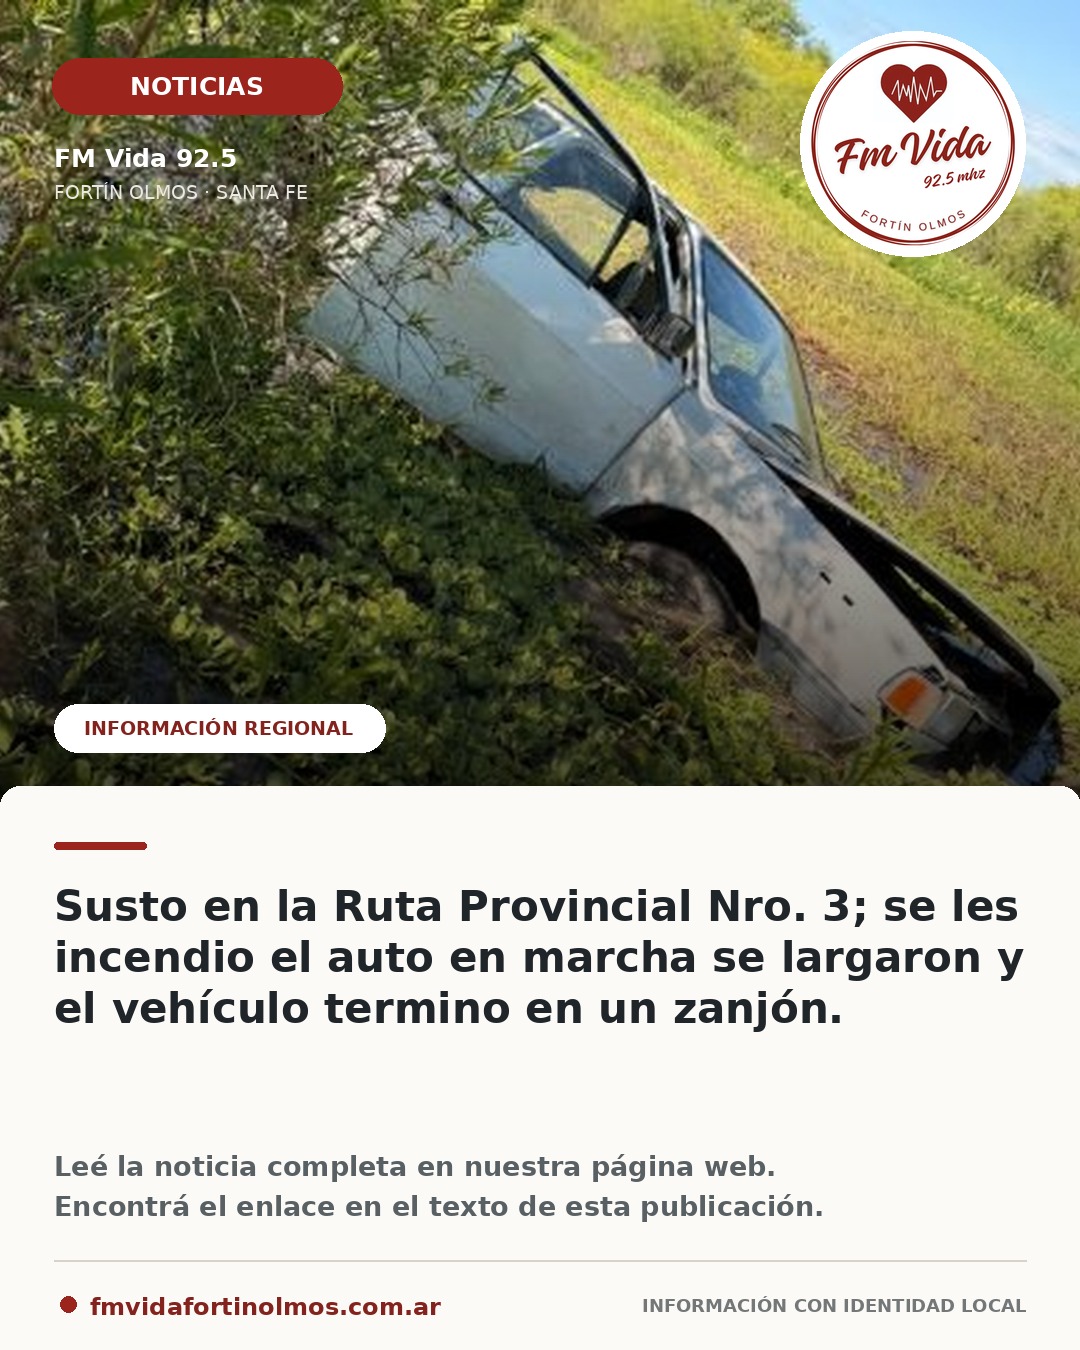 NOTICIAS
FM Vida 92.5
FORTÍN OLMOS · SANTA FE
Fm Vida
92.5 mhz
FORTÍN OLMOS
INFORMACIÓN REGIONAL
Susto en la Ruta Provincial Nro. 3; se les
incendio el auto en marcha se largaron y
el vehículo termino en un zanjón.
Leé la noticia completa en nuestra página web.
Encontrá el enlace en el texto de esta publicación.
fmvidafortinolmos.com.ar
INFORMACIÓN CON IDENTIDAD LOCAL